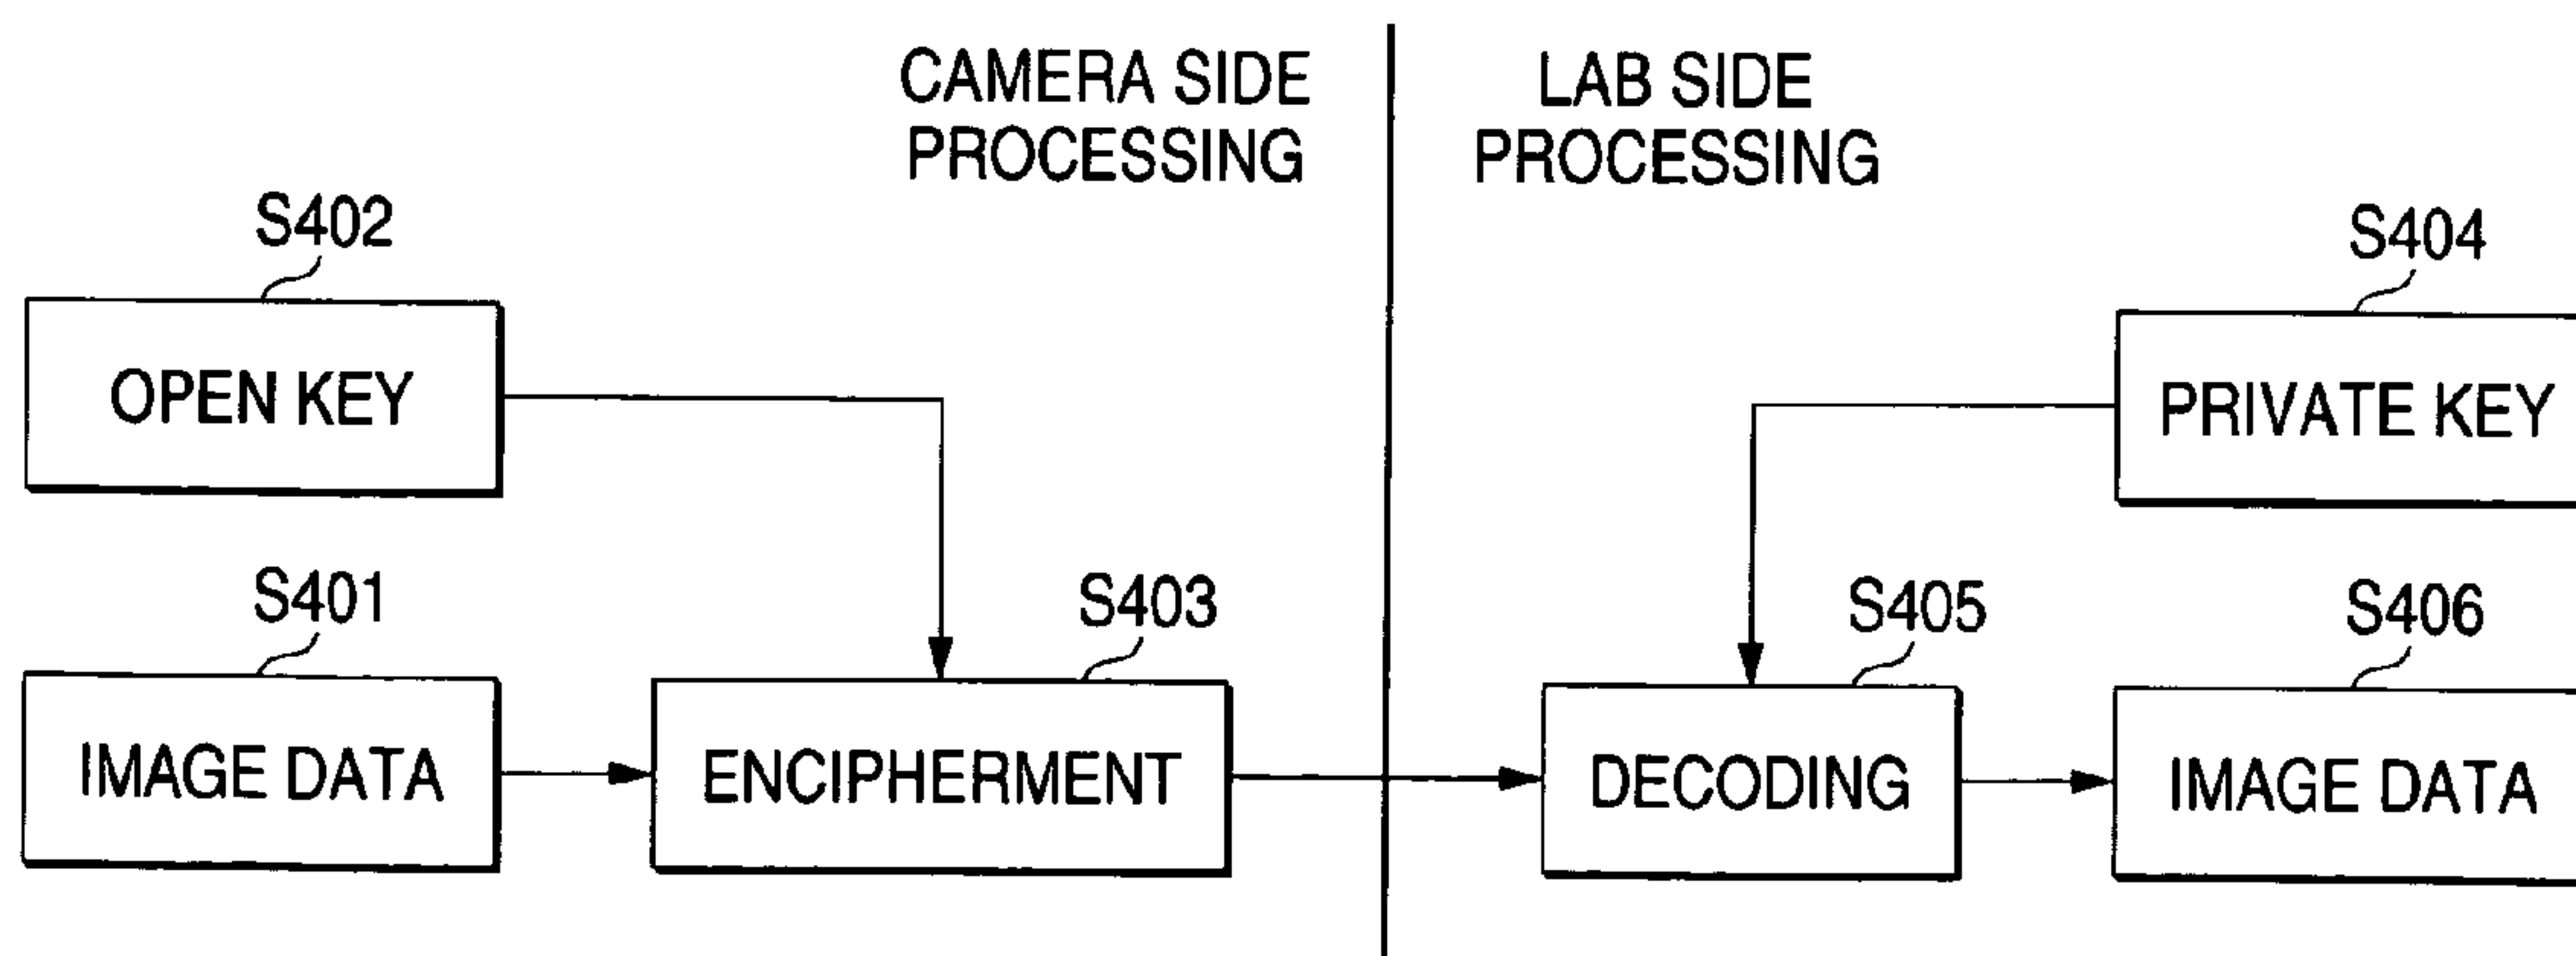 CAMERA SIDE
PROCESSING
LAB SIDE
PROCESSING
S402
S404
OPEN KEY
PRIVATE KEY
S401
S403
S405
S406
IMAGE DATA
ENCIPHERMENT
DECODING
IMAGE DATA